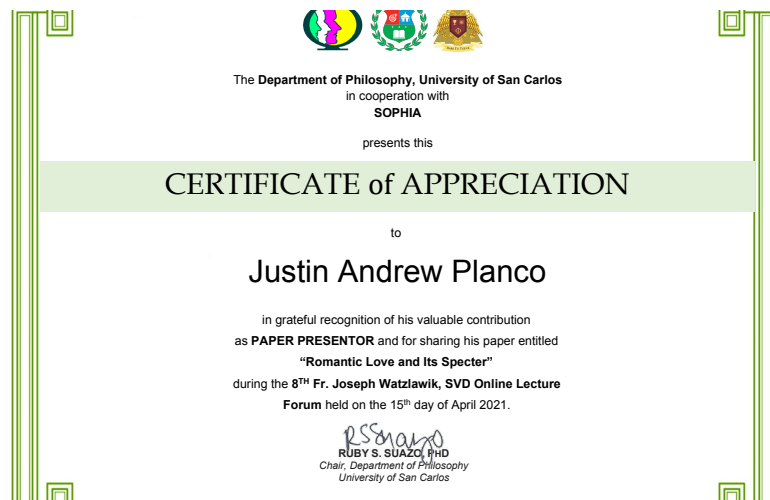 The Department of Philosophy, University of San Carlos
in cooperation with
SOPHIA
presents this
CERTIFICATE of APPRECIATION
to
Justin Andrew Planco
in grateful recognition of his valuable contribution
as PAPER PRESENTOR and for sharing his paper entitled
“Romantic Love and Its Specter”
during the 8TH Fr. Joseph Watzlawik, SVD Online Lecture
Forum held on the 15th day of April 2021.
RSSuazo
RUBY S. SUAZO, PHD
Chair, Department of Philosophy
University of San Carlos